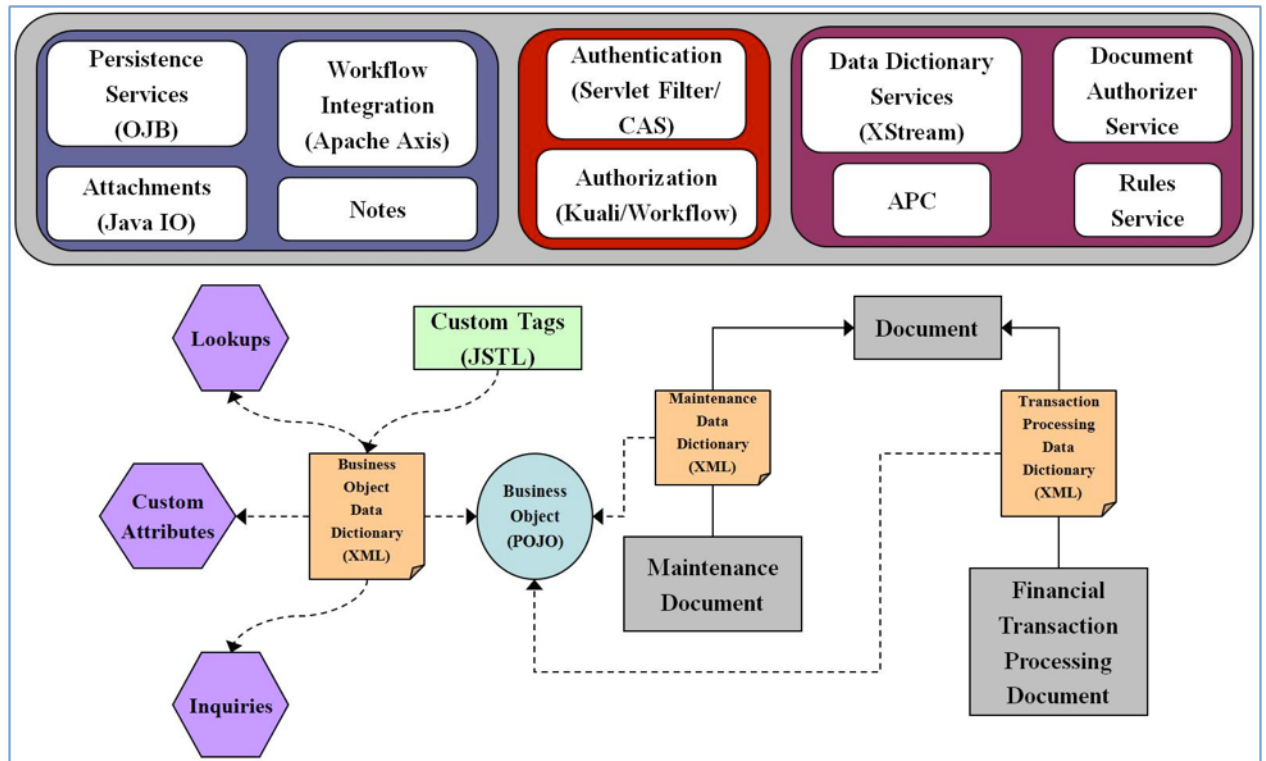 Persistence
Services
(OJB)
Workflow
Integration
(Apache Axis)
Attachments
(Java IO)
Notes
Authentication
(Servlet Filter/
CAS)
Authorization
(Kuali/Workflow)
Data Dictionary
Services
(XStream)
Document
Authorizer
Service
APC
Rules
Service
Lookups
Custom Tags
(JSTL)
Document
Maintenance
Data
Dictionary
(XML)
Transaction
Processing
Data
Dictionary
(XML)
Custom
Attributes
Business
Object
Data
Dictionary
(XML)
Business
Object
(POJO)
Maintenance
Document
Financial
Transaction
Processing
Document
Inquiries